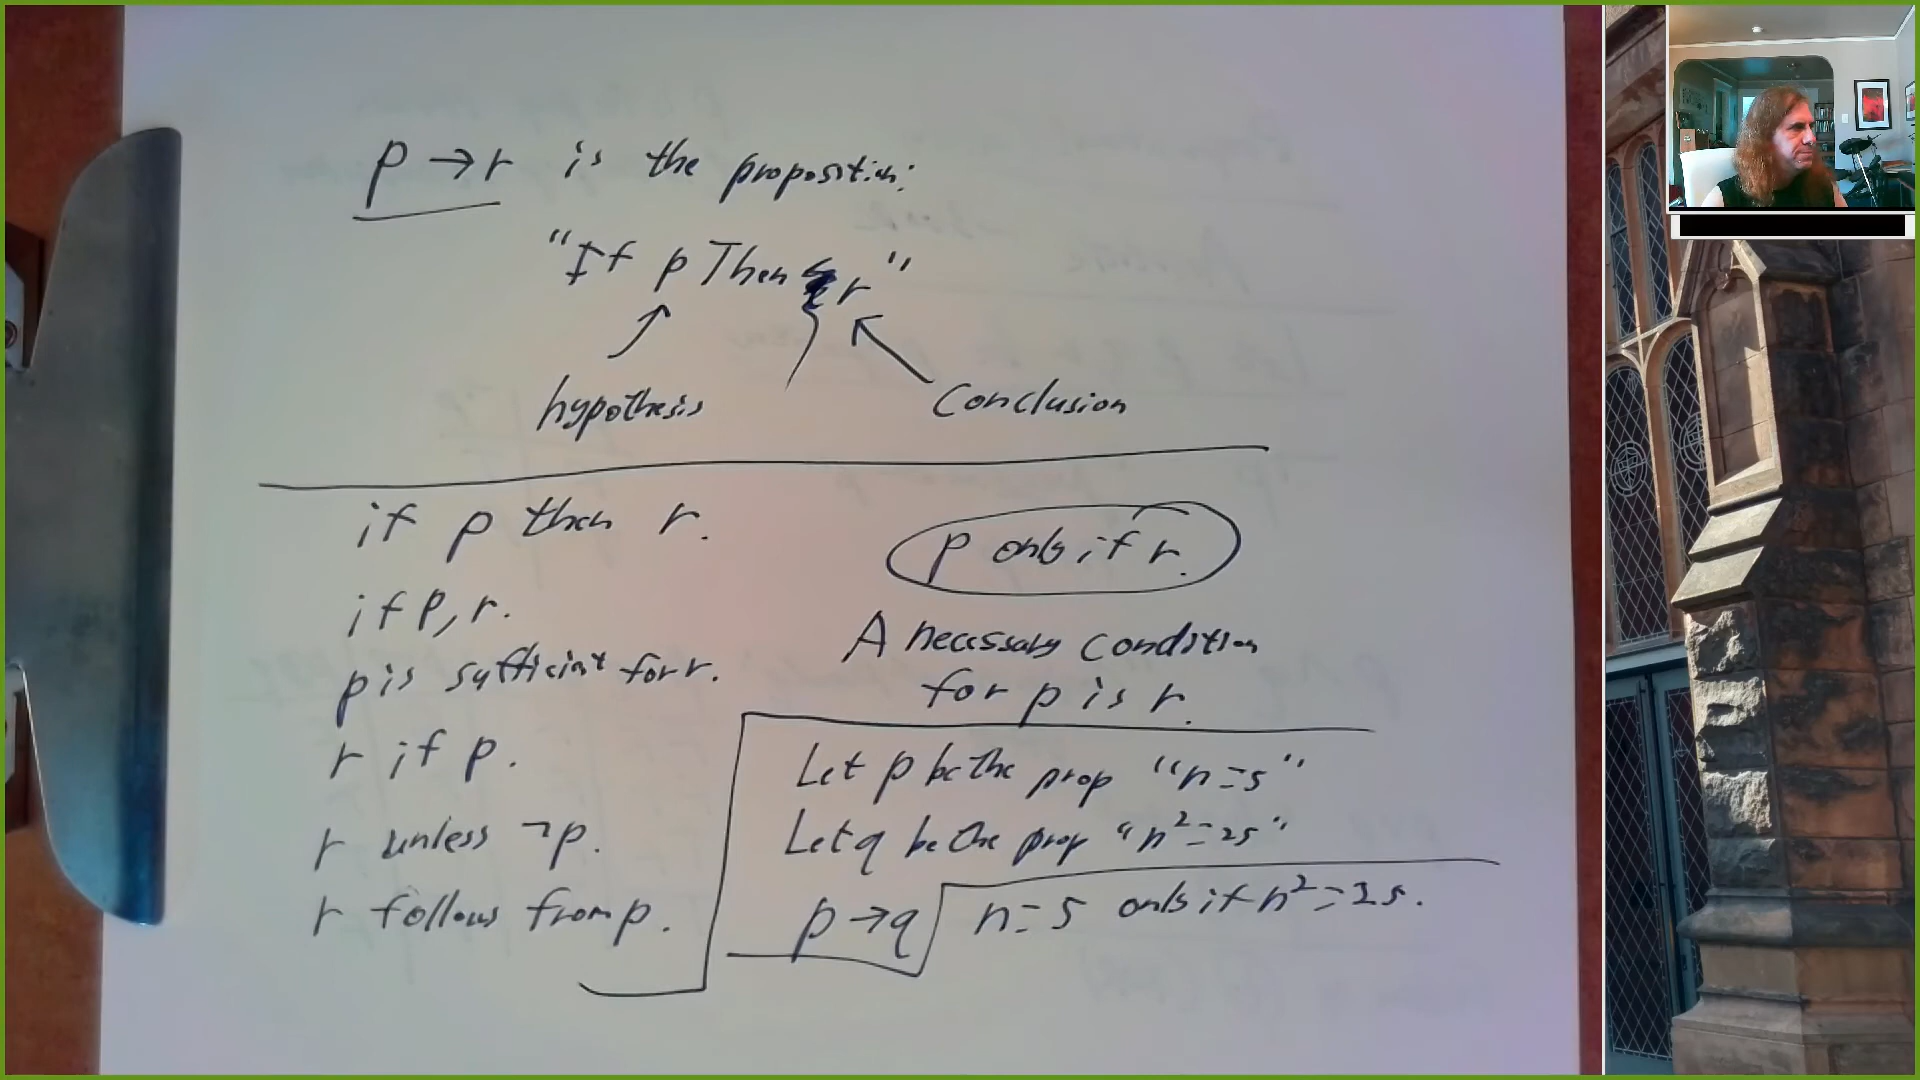 p → r is the proposition:
"If p Then r"
hypothesis
Conclusion
if p then r.
if p, r.
p is sufficient for r.
r if p.
r unless ¬p.
r follows from p.
p only if r.
A necessary condition
for p is r.
Let p be the prop "n=5"
Let q be the prop "n²=25"
p → q
n=5 only if n²=25.